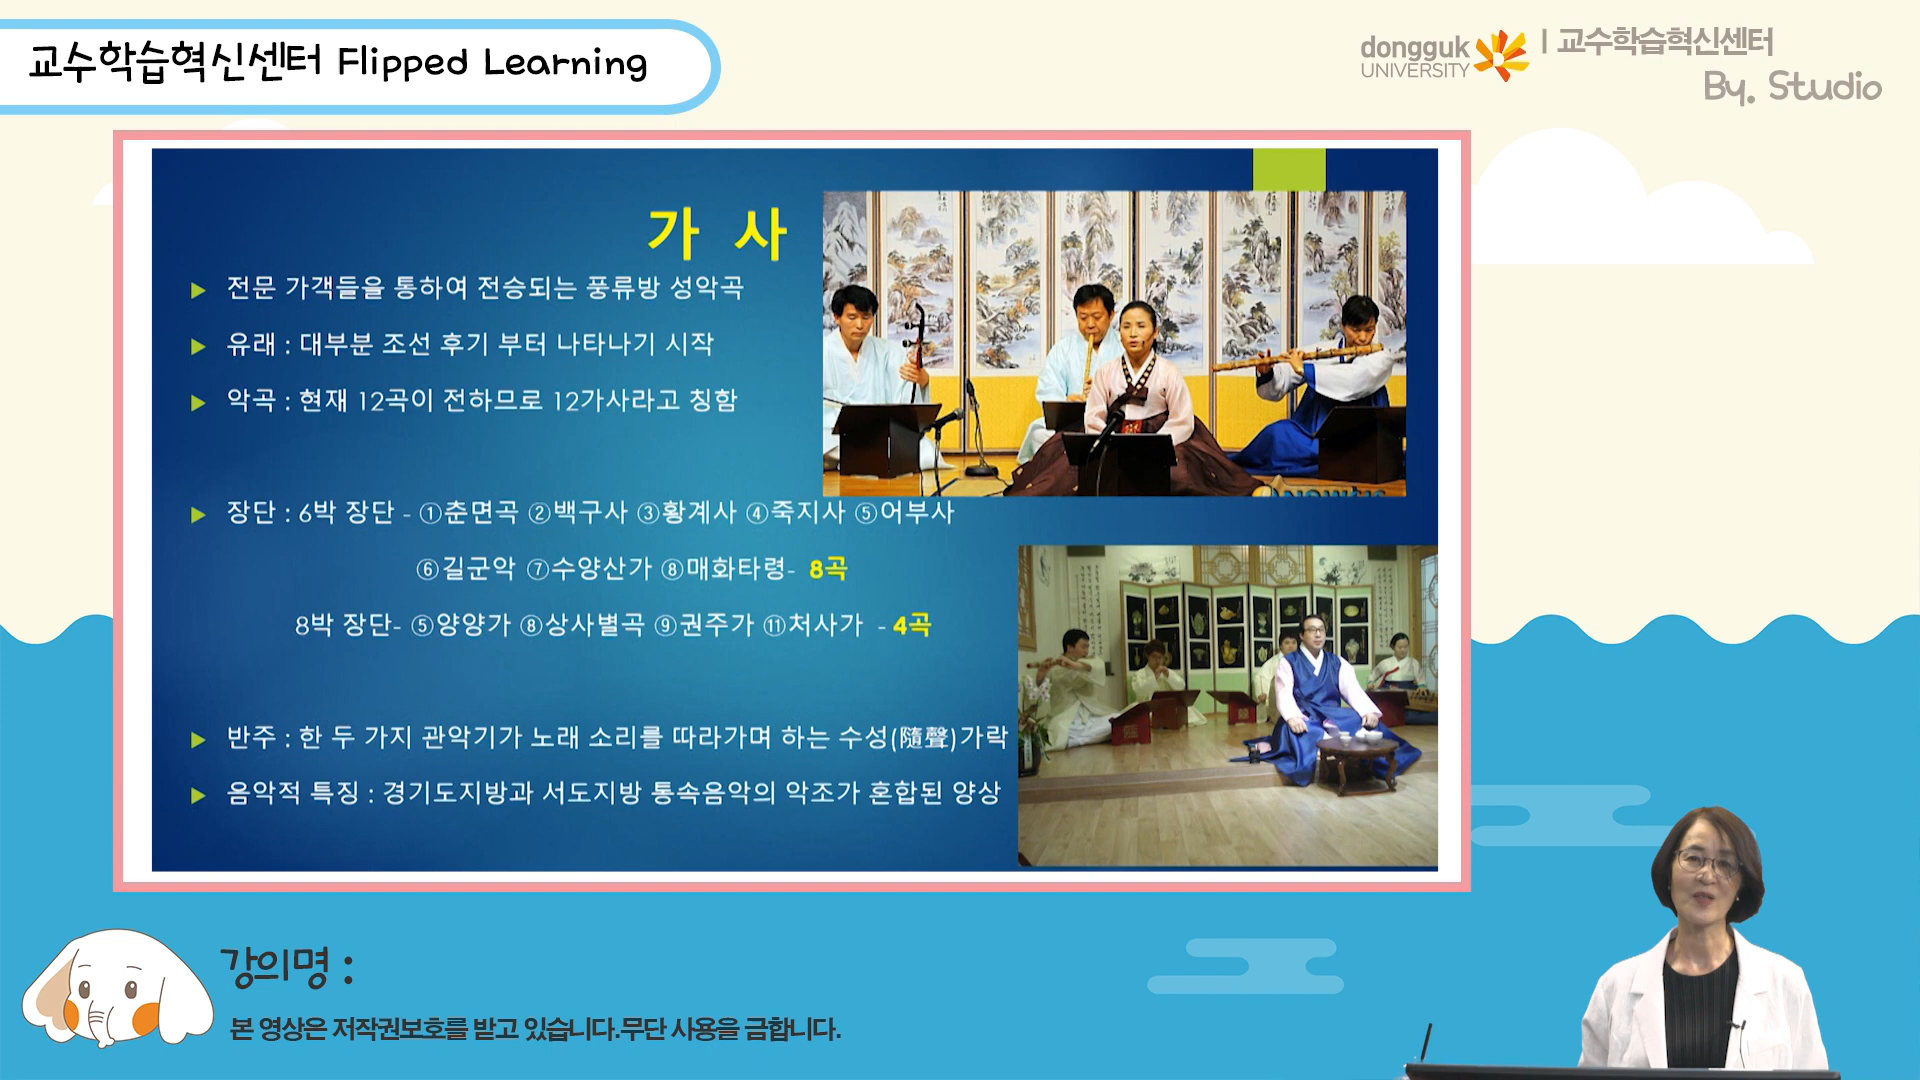 교수학습혁신센터 Flipped Learning
dongguk
UNIVERSITY
| 교수학습혁신센터
By. Studio
가 사
전문 가객들을 통하여 전승되는 풍류방 성악곡
유래 : 대부분 조선 후기 부터 나타나기 시작
악곡 : 현재 12곡이 전하므로 12가사라고 칭함
장단 : 6박 장단 - ①춘면곡 ②백구사 ③황계사 ④죽지사 ⑤어부사
⑥길군악 ⑦수양산가 ⑧매화타령- 8곡
8박 장단- ⑤양양가 ⑧상사별곡 ⑨권주가 ⑪처사가 - 4곡
반주 : 한 두 가지 관악기가 노래 소리를 따라가며 하는 수성(隨聲)가락
음악적 특징 : 경기도지방과 서도지방 통속음악의 악조가 혼합된 양상
강의명 :
본 영상은 저작권보호를 받고 있습니다.무단 사용을 금합니다.